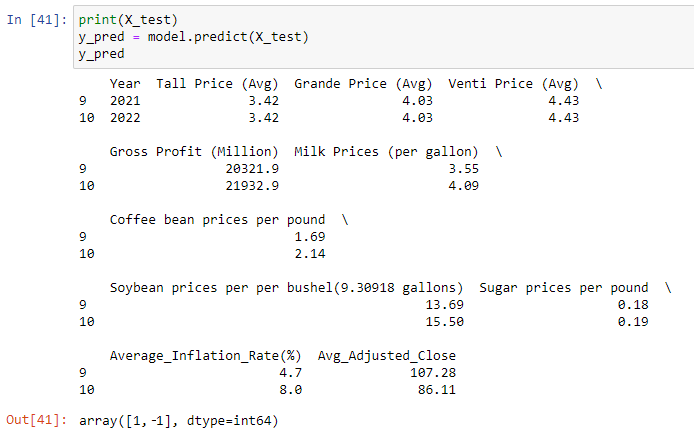 In [41]: print(X_test)
y_pred = model.predict(X_test)
y_pred
Year Tall Price (Avg) Grande Price (Avg) Venti Price (Avg) \
9 2021 3.42 4.03 4.43
10 2022 3.42 4.03 4.43
Gross Profit (Million) Milk Prices (per gallon) \
9 20321.9 3.55
10 21932.9 4.09
Coffee bean prices per pound \
9 1.69
10 2.14
Soybean prices per per bushel(9.30918 gallons) Sugar prices per pound \
9 13.69 0.18
10 15.50 0.19
Average_Inflation_Rate(%) Avg_Adjusted_Close
9 4.7 107.28
10 8.0 86.11
Out[41]: array([1, -1], dtype=int64)